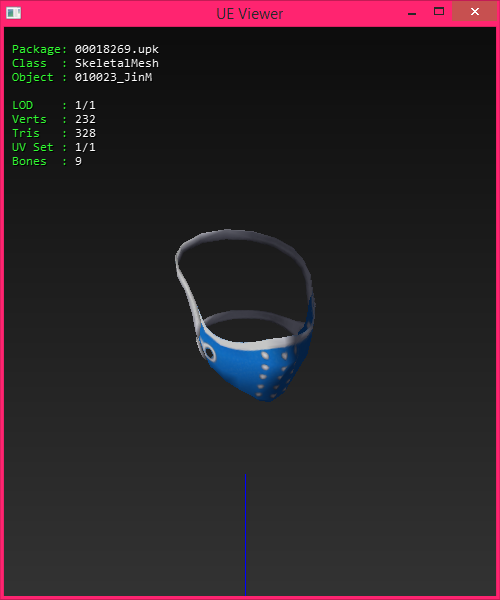 UE Viewer
Package: 00018269.upk
Class : SkeletalMesh
Object : 010023_JinM
LOD : 1/1
Verts : 232
Tris : 328
UV Set : 1/1
Bones : 9